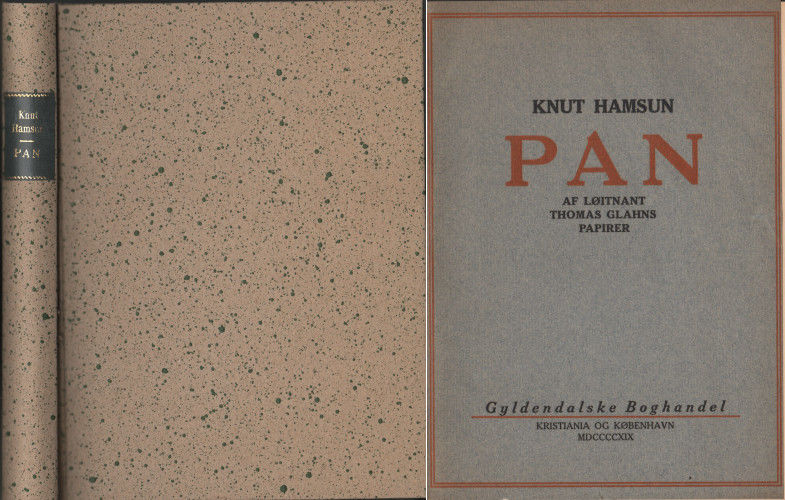 Knut
Hamsun
PAN
KNUT HAMSUN
PAN
AF LØITNANT
THOMAS GLAHNS
PAPIRER
Gyldendalske Boghandel
KRISTIANIA OG KØBENHAVN
MDCCCCXIX